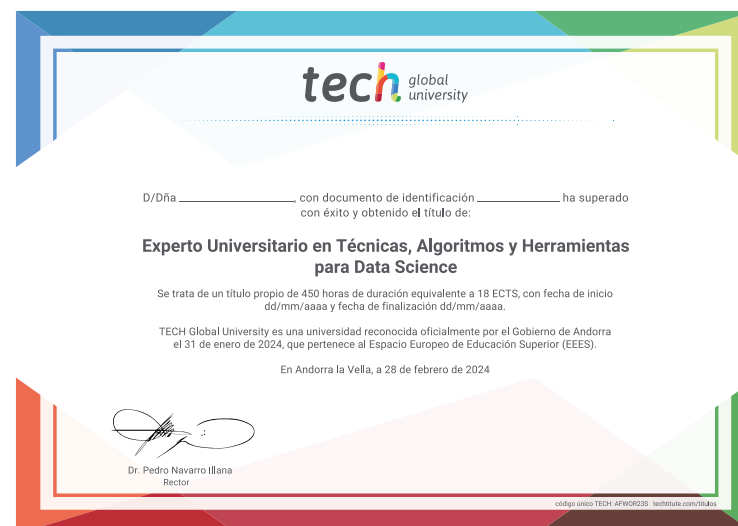 tech global university
D/Dña ______________, con documento de identificación ______________ ha superado
con éxito y obtenido el título de:
Experto Universitario en Técnicas, Algoritmos y Herramientas
para Data Science
Se trata de un título propio de 450 horas de duración equivalente a 18 ECTS, con fecha de inicio
dd/mm/aaaa y fecha de finalización dd/mm/aaaa.
TECH Global University es una universidad reconocida oficialmente por el Gobierno de Andorra
el 31 de enero de 2024, que pertenece al Espacio Europeo de Educación Superior (EEES).
En Andorra la Vella, a 28 de febrero de 2024
Dr. Pedro Navarro Illana
Rector
código único TECH: AFWOR23S techtitute.com/titulos